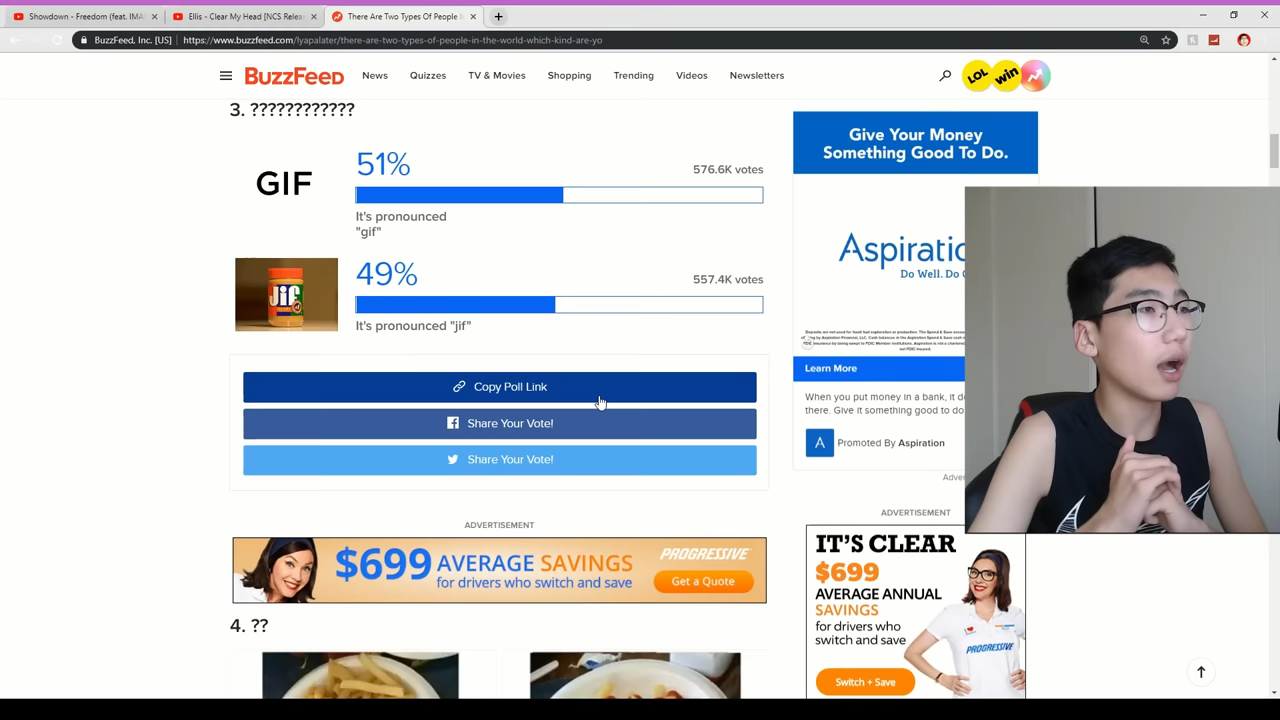 Showdown - Freedom (feat. IMA
Ellis - Clear My Head [NCS Relea
There Are Two Types Of People I
BuzzFeed, Inc. [US]
https://www.buzzfeed.com/lyapalater/there-are-two-types-of-people-in-the-world-which-kind-are-yo
BuzzFeed
News
Quizzes
TV & Movies
Shopping
Trending
Videos
Newsletters
LOL
win
3. ????????????
GIF
51%
576.6K votes
It's pronounced
"gif"
Jif
49%
557.4K votes
It's pronounced "jif"
Copy Poll Link
Share Your Vote!
Share Your Vote!
ADVERTISEMENT
$699 AVERAGE SAVINGS
for drivers who switch and save
PROGRESSIVE
Get a Quote
4. ??
Give Your Money
Something Good To Do.
Aspiratio
Do Well. Do G
Learn More
When you put money in a bank, it do
there. Give it something good to do
A
Promoted By Aspiration
Adver
ADVERTISEMENT
IT'S CLEAR
$699
AVERAGE ANNUAL
SAVINGS
for drivers who
switch and save
PROGRESSIVE
Switch + Save